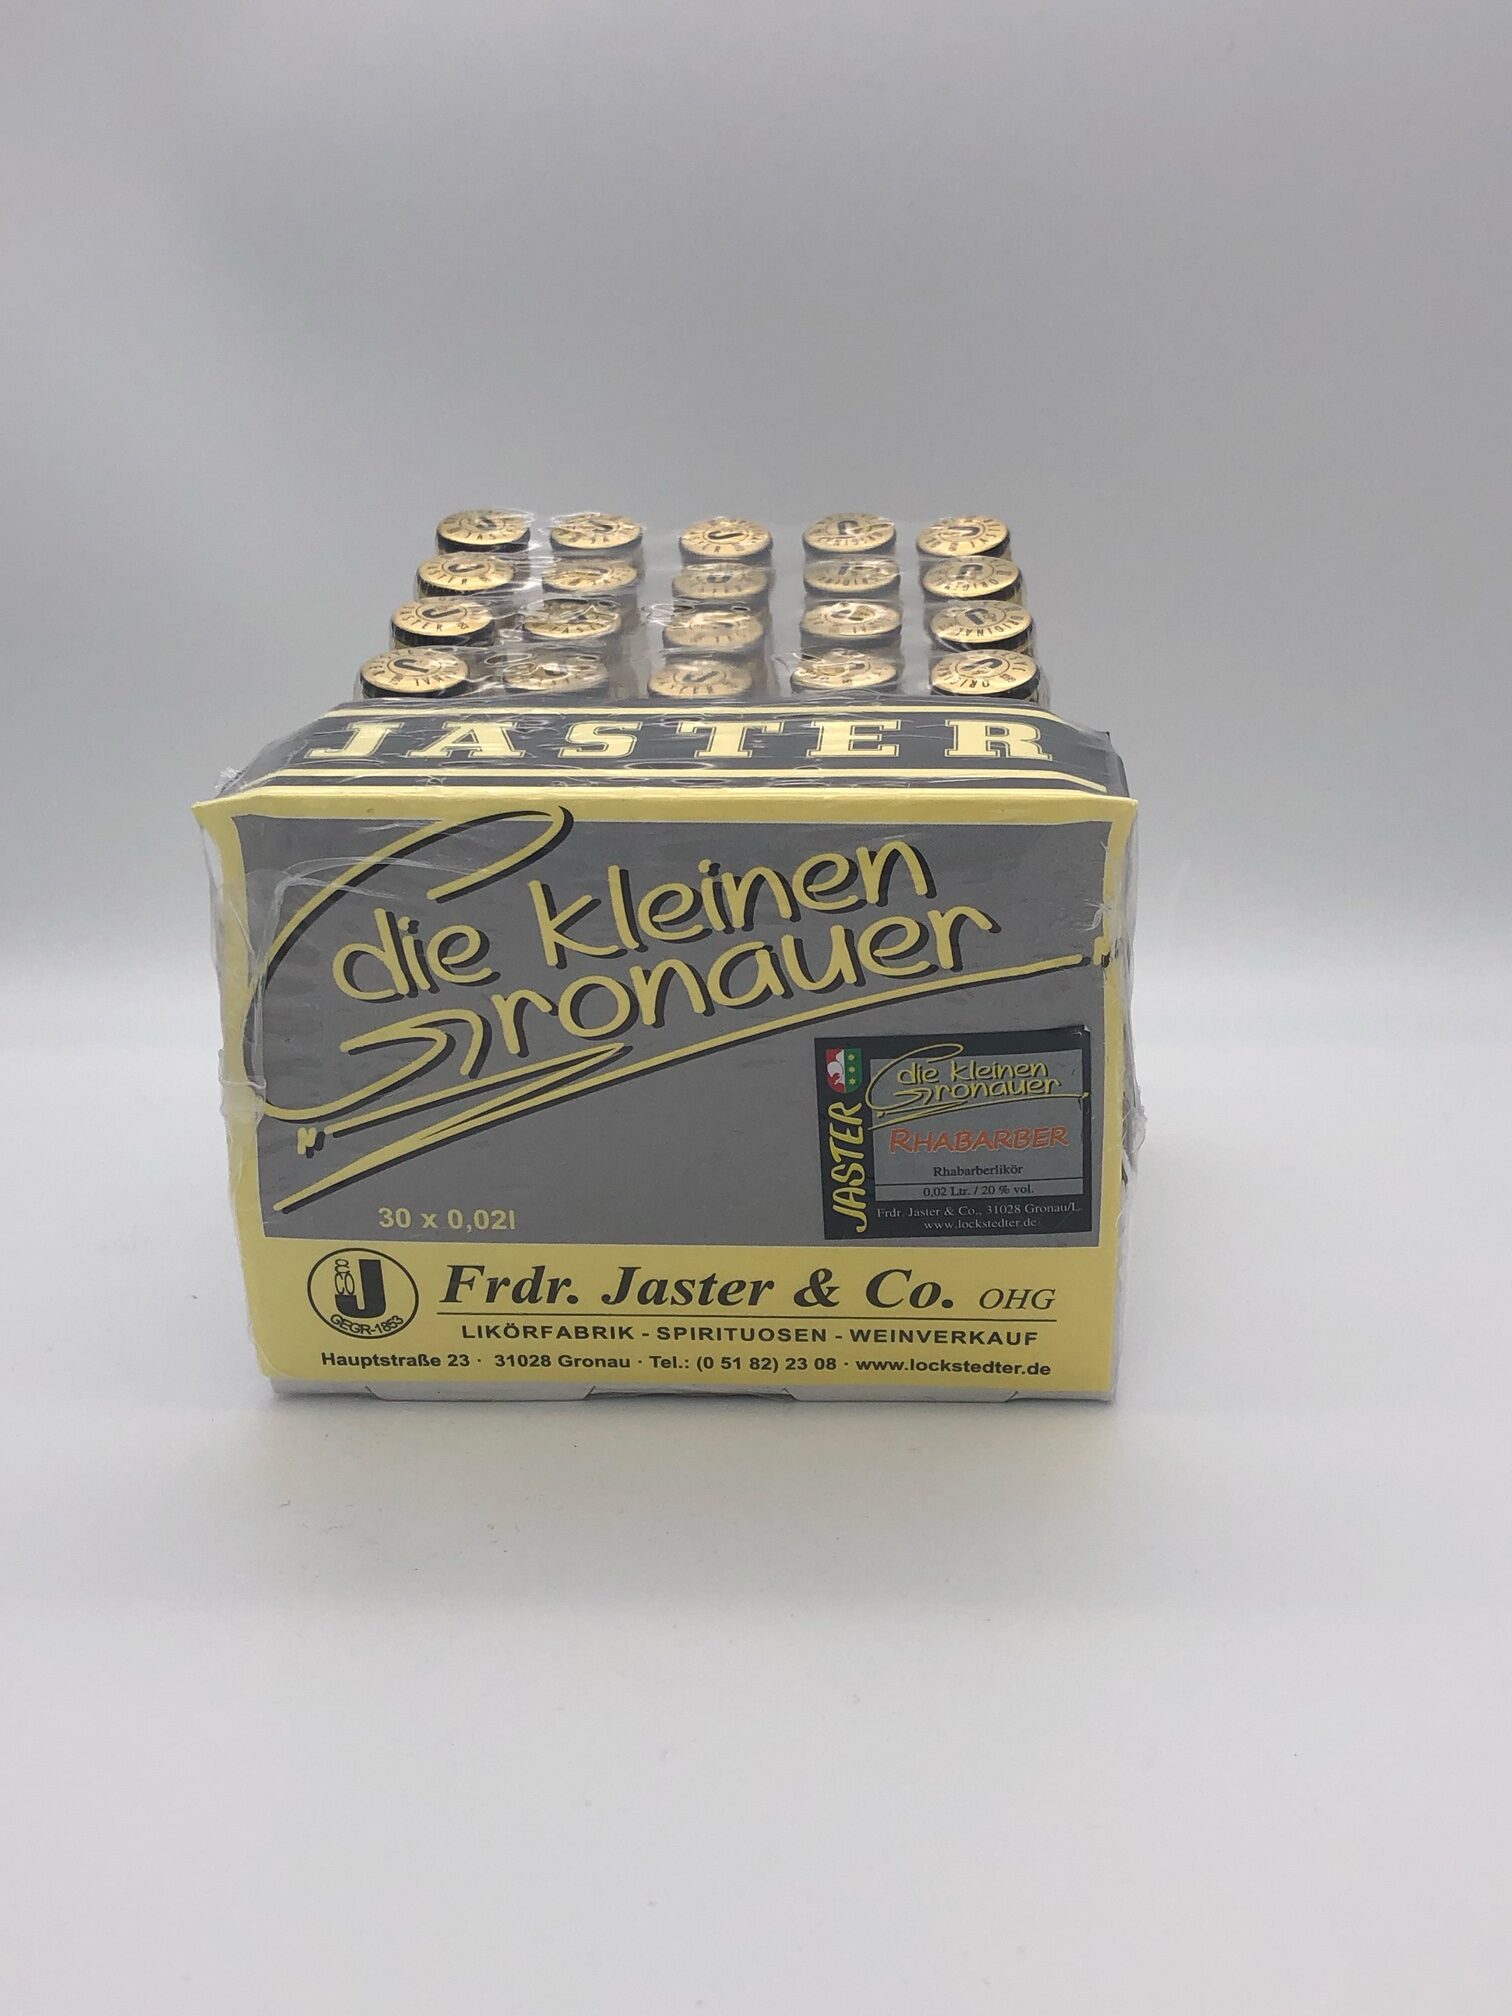 JASTER
die kleinen
Gronauer
30 x 0,02l
JASTER
die kleinen
Gronauer
RHABARBER
Rhabarberlikör
0,02 Ltr. / 20 % vol.
Frdr. Jaster & Co., 31028 Gronau/L.
www.lockstedter.de
J
& CO
GEGR-1853
Frdr. Jaster & Co. OHG
LIKÖRFABRIK - SPIRITUOSEN - WEINVERKAUF
Hauptstraße 23 · 31028 Gronau · Tel.: (0 51 82) 23 08 · www.lockstedter.de